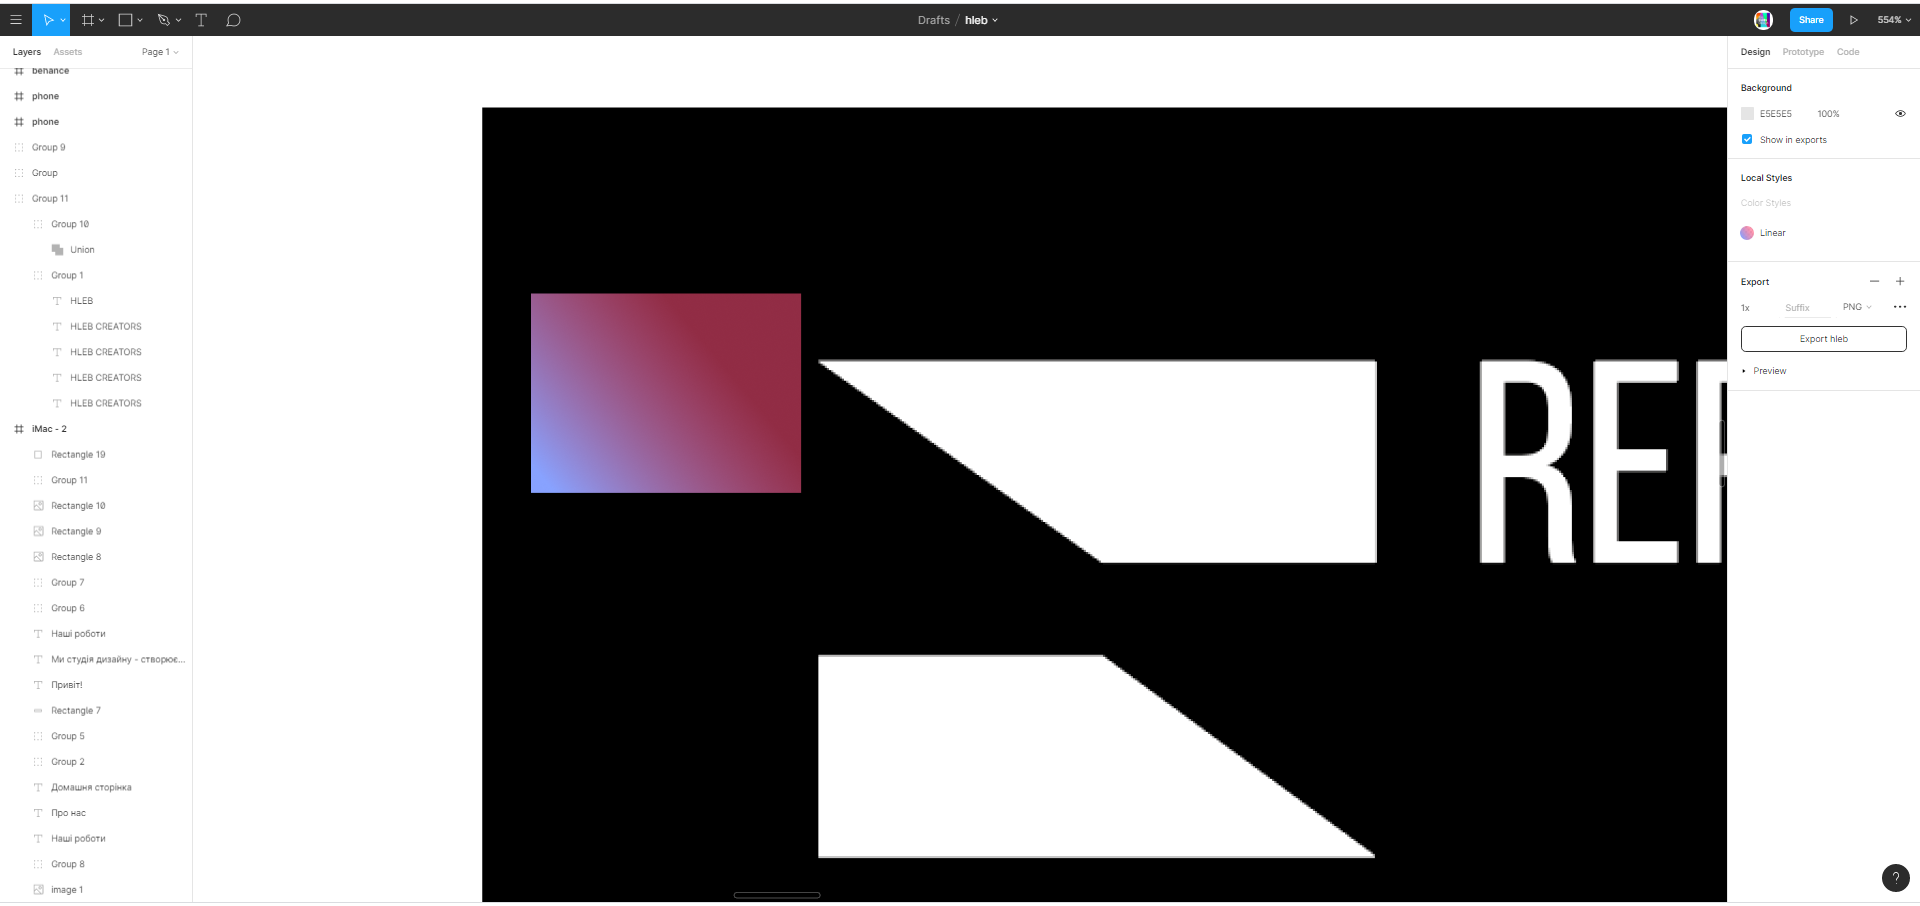 Drafts / hleb
Share
554%
Layers
Assets
Page 1
behance
phone
phone
Group 9
Group
Group 11
Group 10
Union
Group 1
HLEB
HLEB CREATORS
HLEB CREATORS
HLEB CREATORS
HLEB CREATORS
iMac - 2
Rectangle 19
Group 11
Rectangle 10
Rectangle 9
Rectangle 8
Group 7
Group 6
Наші роботи
Ми студія дизайну - створює...
Привіт!
Rectangle 7
Group 5
Group 2
Домашня сторінка
Про нас
Наші роботи
Group 8
image 1
RE
Design
Prototype
Code
Background
E5E5E5 100%
Show in exports
Local Styles
Color Styles
Linear
Export
1x Suffix PNG
Export hleb
Preview
?